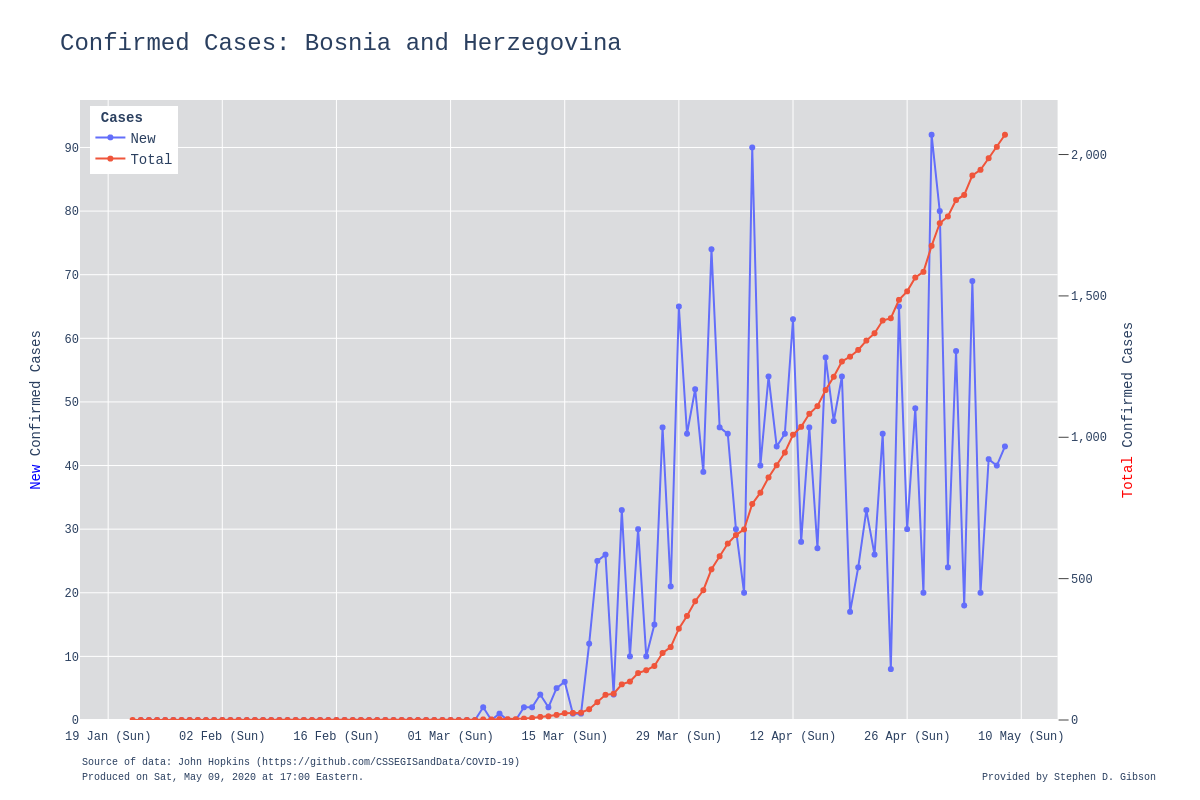 Confirmed Cases: Bosnia and Herzegovina
Cases
New
Total
90
80
70
60
50
40
30
20
10
0
2,000
1,500
1,000
500
0
New Confirmed Cases
Total Confirmed Cases
19 Jan (Sun) 02 Feb (Sun) 16 Feb (Sun) 01 Mar (Sun) 15 Mar (Sun) 29 Mar (Sun) 12 Apr (Sun) 26 Apr (Sun) 10 May (Sun)
Source of data: John Hopkins (https://github.com/CSSEGISandData/COVID-19)
Produced on Sat, May 09, 2020 at 17:00 Eastern.
Provided by Stephen D. Gibson